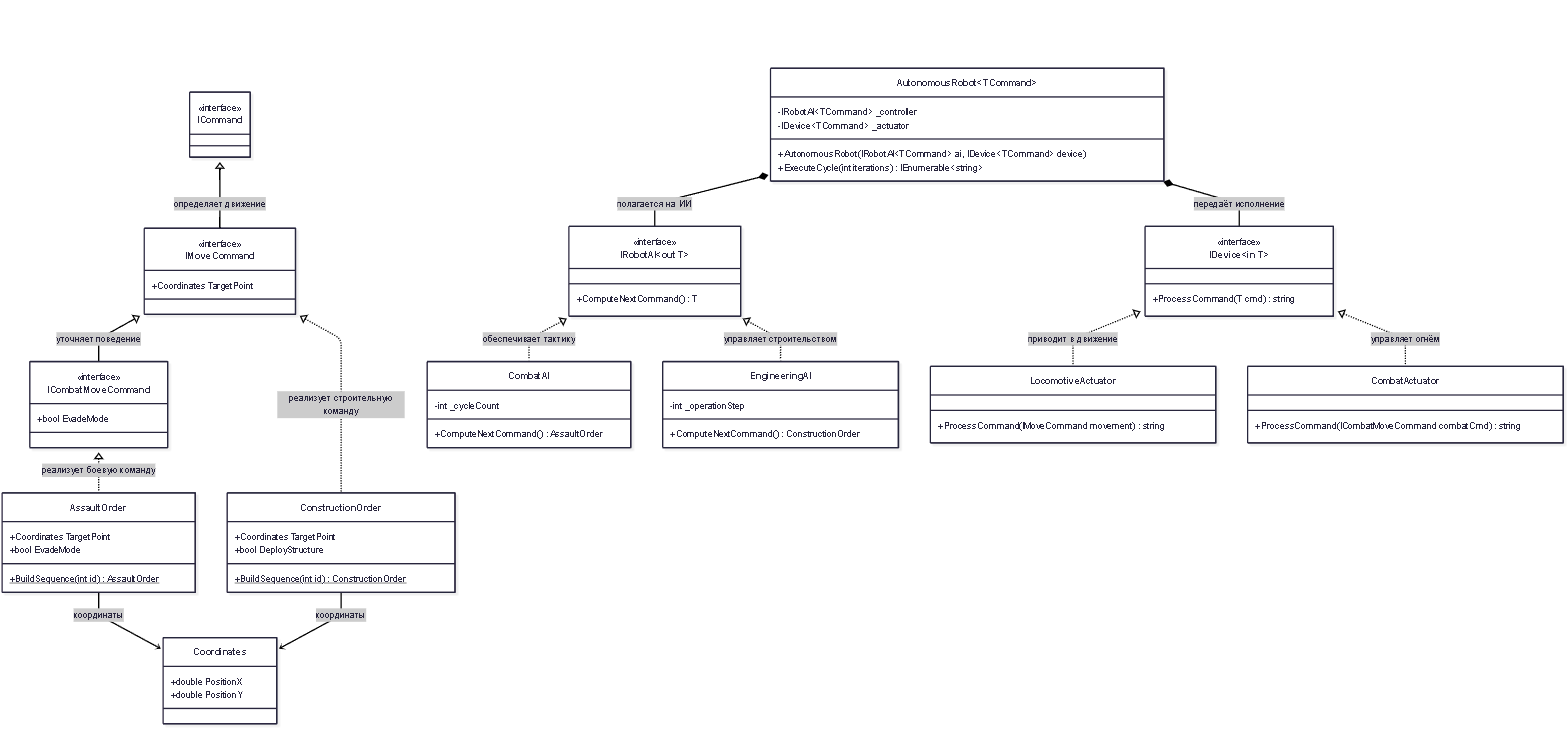 «interface»
ICommand
определяет движение
«interface»
IMoveCommand
+Coordinates TargetPoint
уточняет поведение
«interface»
ICombatMoveCommand
+bool EvadeMode
реализует строительную
команду
реализует боевую команду
AssaultOrder
+Coordinates TargetPoint
+bool EvadeMode
+BuildSequence(int id) : AssaultOrder
ConstructionOrder
+Coordinates TargetPoint
+bool DeployStructure
+BuildSequence(int id) : ConstructionOrder
координаты
координаты
Coordinates
+double PositionX
+double PositionY
AutonomousRobot<TCommand>
-IRobotAI<TCommand> _controller
-IDevice<TCommand> _actuator
+AutonomousRobot(IRobotAI<TCommand> ai, IDevice<TCommand> device)
+ExecuteCycle(int iterations) : IEnumerable<string>
полагается на ИИ
передаёт исполнение
«interface»
IRobotAI<out T>
+ComputeNextCommand() : T
«interface»
IDevice<in T>
+ProcessCommand(T cmd) : string
обеспечивает тактику
управляет строительством
приводит в движение
управляет огнём
CombatAI
-int _cycleCount
+ComputeNextCommand() : AssaultOrder
EngineeringAI
-int _operationStep
+ComputeNextCommand() : ConstructionOrder
LocomotiveActuator
+ProcessCommand(IMoveCommand movement) : string
CombatActuator
+ProcessCommand(ICombatMoveCommand combatCmd) : string